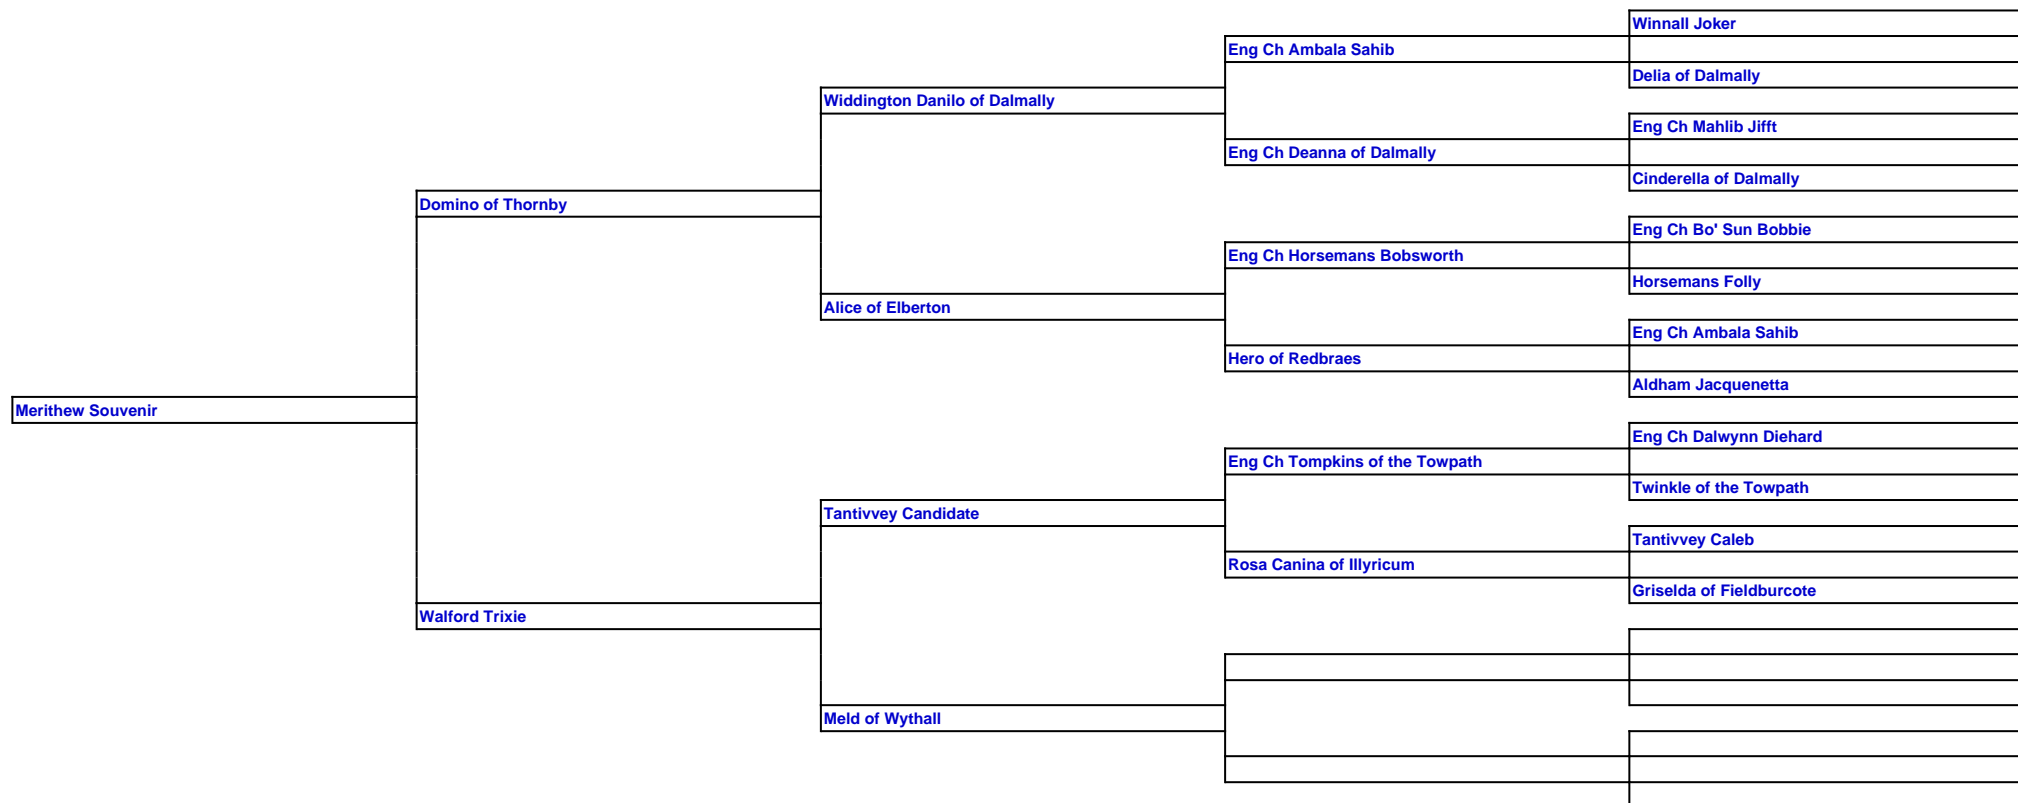 Winnall Joker
Eng Ch Ambala Sahib
Delia of Dalmally
Widdington Danilo of Dalmally
Eng Ch Mahlib Jifft
Eng Ch Deanna of Dalmally
Cinderella of Dalmally
Domino of Thornby
Eng Ch Bo' Sun Bobbie
Eng Ch Horsemans Bobsworth
Horsemans Folly
Alice of Elberton
Eng Ch Ambala Sahib
Hero of Redbraes
Aldham Jacquenetta
Merithew Souvenir
Eng Ch Dalwynn Diehard
Eng Ch Tompkins of the Towpath
Twinkle of the Towpath
Tantivvey Candidate
Tantivvey Caleb
Rosa Canina of Illyricum
Griselda of Fieldburcote
Walford Trixie
Meld of Wythall